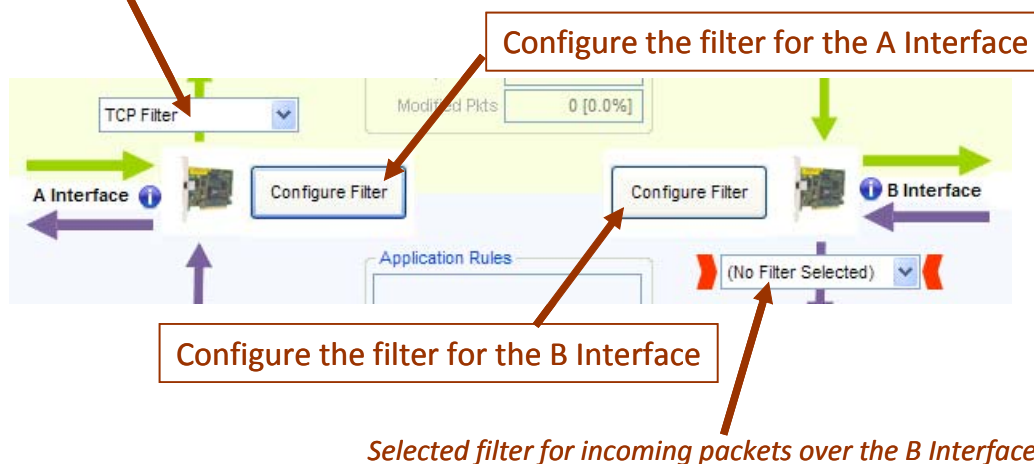 Configure the filter for the A Interface
Modified Pkts 0 [0.0%]
TCP Filter
A Interface Configure Filter Configure Filter B Interface
Application Rules
(No Filter Selected)
Configure the filter for the B Interface
Selected filter for incoming packets over the B Interface